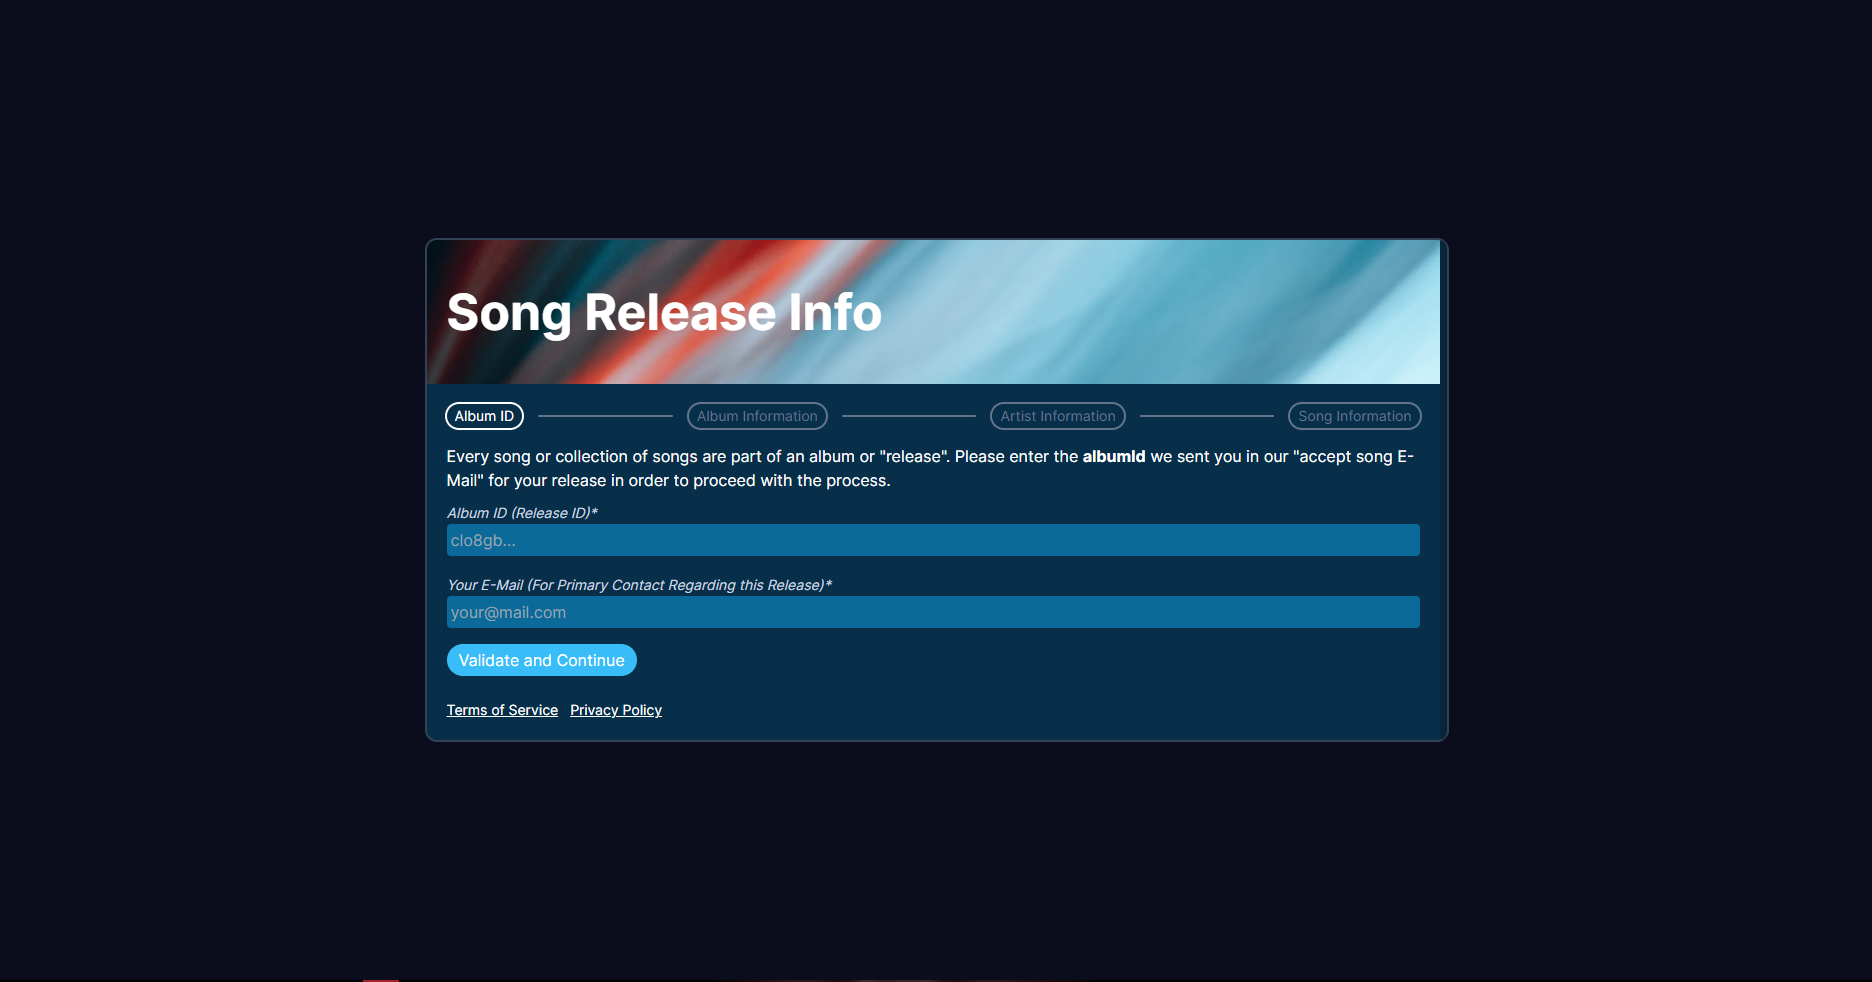 Song Release Info
Album ID
Album Information
Artist Information
Song Information
Every song or collection of songs are part of an album or "release". Please enter the albumId we sent you in our "accept song E-
Mail" for your release in order to proceed with the process.
Album ID (Release ID)*
clo8gb...
Your E-Mail (For Primary Contact Regarding this Release)*
your@mail.com
Validate and Continue
Terms of Service Privacy Policy